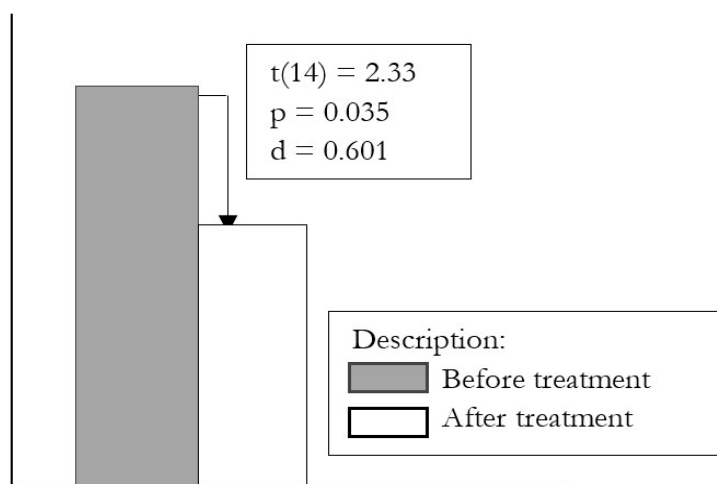 t(14) = 2.33
p = 0.035
d = 0.601
Description:
Before treatment
After treatment